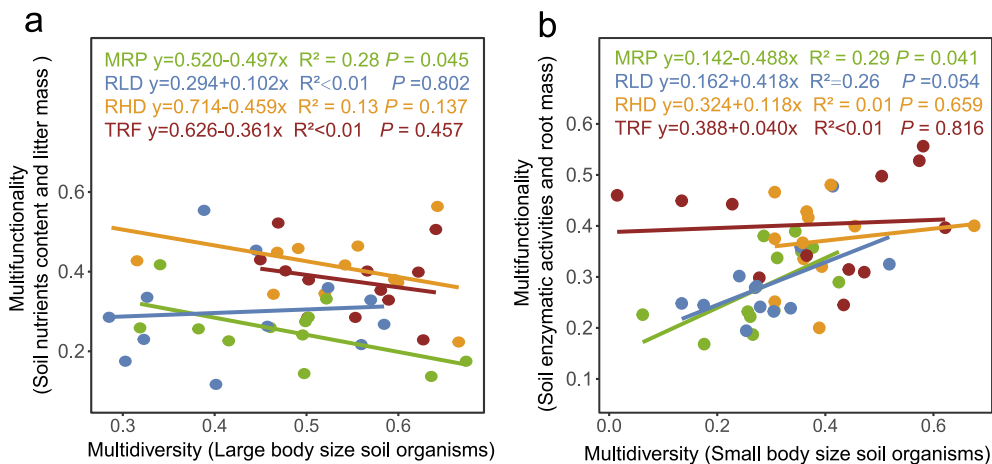 a
MRP y=0.520-0.497x R² = 0.28 P = 0.045
RLD y=0.294+0.102x R²<0.01 P = 0.802
RHD y=0.714-0.459x R² = 0.13 P = 0.137
TRF y=0.626-0.361x R²<0.01 P = 0.457
Multifunctionality
(Soil nutrients content and litter mass )
0.6
0.4
0.2
0.3 0.4 0.5 0.6
Multidiversity (Large body size soil organisms)
b
MRP y=0.142-0.488x R² = 0.29 P = 0.041
RLD y=0.162+0.418x R²=0.26 P = 0.054
RHD y=0.324+0.118x R² = 0.01 P = 0.659
TRF y=0.388+0.040x R²<0.01 P = 0.816
Multifunctionality
(Soil enzymatic activities and root mass)
0.6
0.5
0.4
0.3
0.2
0.1
0.0 0.2 0.4 0.6
Multidiversity (Small body size soil organisms)